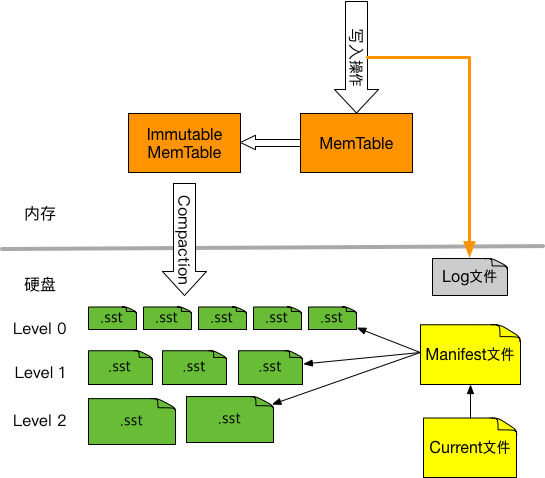 写入操作
Immutable
MemTable
MemTable
内存
Compaction
硬盘
Log文件
Level 0
.sst
.sst
.sst
.sst
.sst
Level 1
.sst
.sst
.sst
Manifest文件
Level 2
.sst
.sst
Current文件